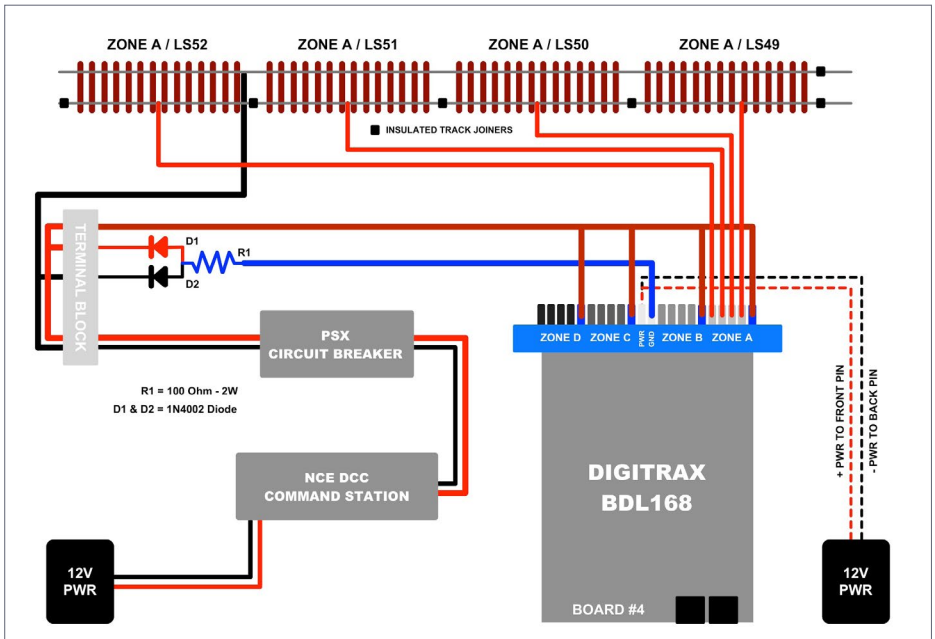 ZONE A / LS52
ZONE A / LS51
ZONE A / LS50
ZONE A / LS49
INSULATED TRACK JOINERS
TERMINAL BLOCK
D1
R1
D2
PSX
CIRCUIT BREAKER
R1 = 100 Ohm - 2W
D1 & D2 = 1N4002 Diode
NCE DCC
COMMAND STATION
12V
PWR
ZONE D
ZONE C
PWR
GND
ZONE B
ZONE A
DIGITRAX
BDL168
BOARD #4
+ PWR TO FRONT PIN
- PWR TO BACK PIN
12V
PWR